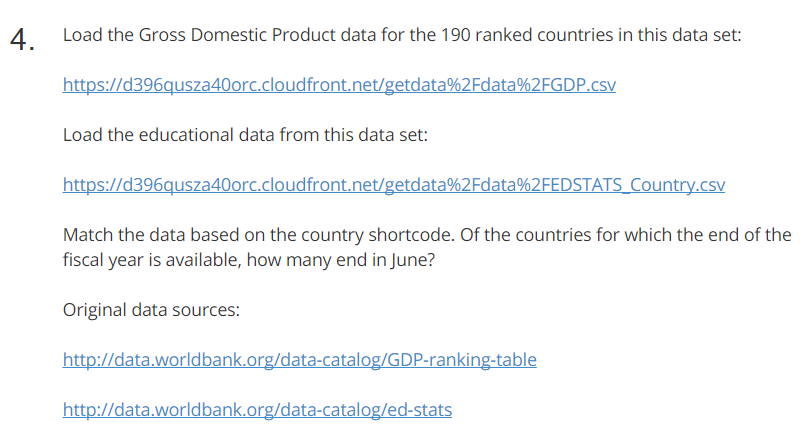 4. Load the Gross Domestic Product data for the 190 ranked countries in this data set:
https://d396qusza40orc.cloudfront.net/getdata%2Fdata%2FGDP.csv
Load the educational data from this data set:
https://d396qusza40orc.cloudfront.net/getdata%2Fdata%2FEDSTATS_Country.csv
Match the data based on the country shortcode. Of the countries for which the end of the
fiscal year is available, how many end in June?
Original data sources:
http://data.worldbank.org/data-catalog/GDP-ranking-table
http://data.worldbank.org/data-catalog/ed-stats